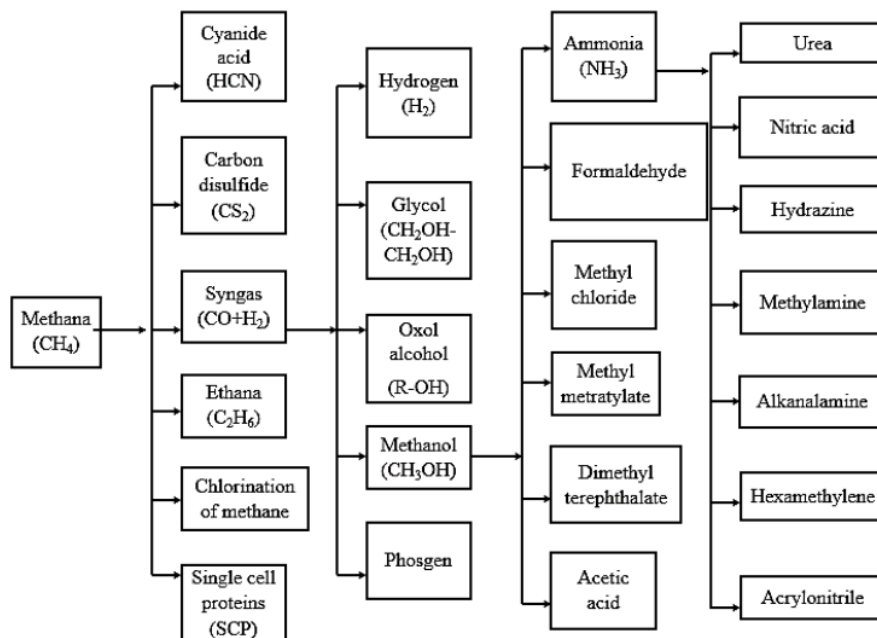 Methana
(CH₄)
Cyanide
acid
(HCN)
Carbon
disulfide
(CS₂)
Syngas
(CO+H₂)
Ethana
(C₂H₆)
Chlorination
of methane
Single cell
proteins
(SCP)
Hydrogen
(H₂)
Glycol
(CH₂OH-
CH₂OH)
Oxol
alcohol
(R-OH)
Methanol
(CH₃OH)
Phosgen
Ammonia
(NH₃)
Formaldehyde
Methyl
chloride
Methyl
metratylate
Dimethyl
terephthalate
Acetic
acid
Urea
Nitric acid
Hydrazine
Methylamine
Alkanalamine
Hexamethylene
Acrylonitrile